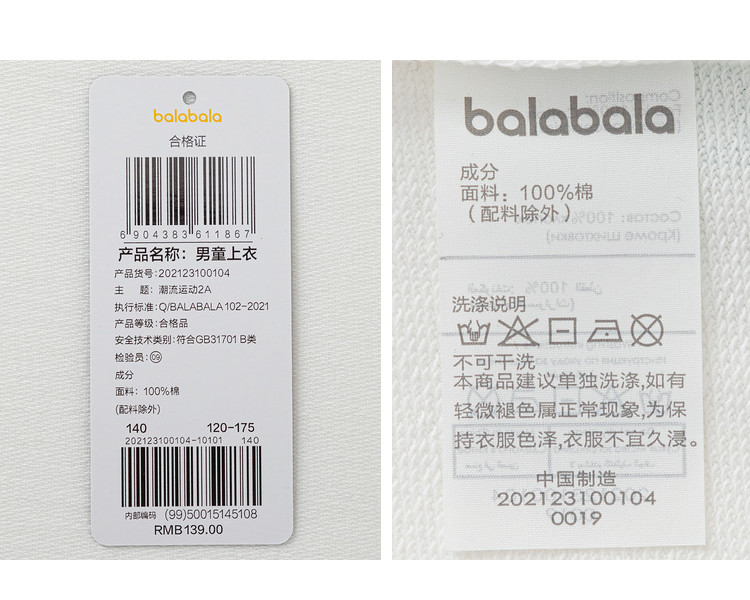 balabala
合格证
6 904383 611867
产品名称：男童上衣
产品货号：202123100104
主 题：潮流运动2A
执行标准：Q/BALABALA 102-2021
产品等级：合格品
安全技术类别：符合GB31701 B类
检验员：09
成分
面料：100%棉
(配料除外)
140 120-175
202123100104-10101 140
内部编码 (99)50015145108
RMB139.00
balabala
成分
面料：100%棉
（配料除外）
洗涤说明
不可干洗
本商品建议单独洗涤,如有
轻微褪色属正常现象,为保
持衣服色泽,衣服不宜久浸。
中国制造
202123100104
0019